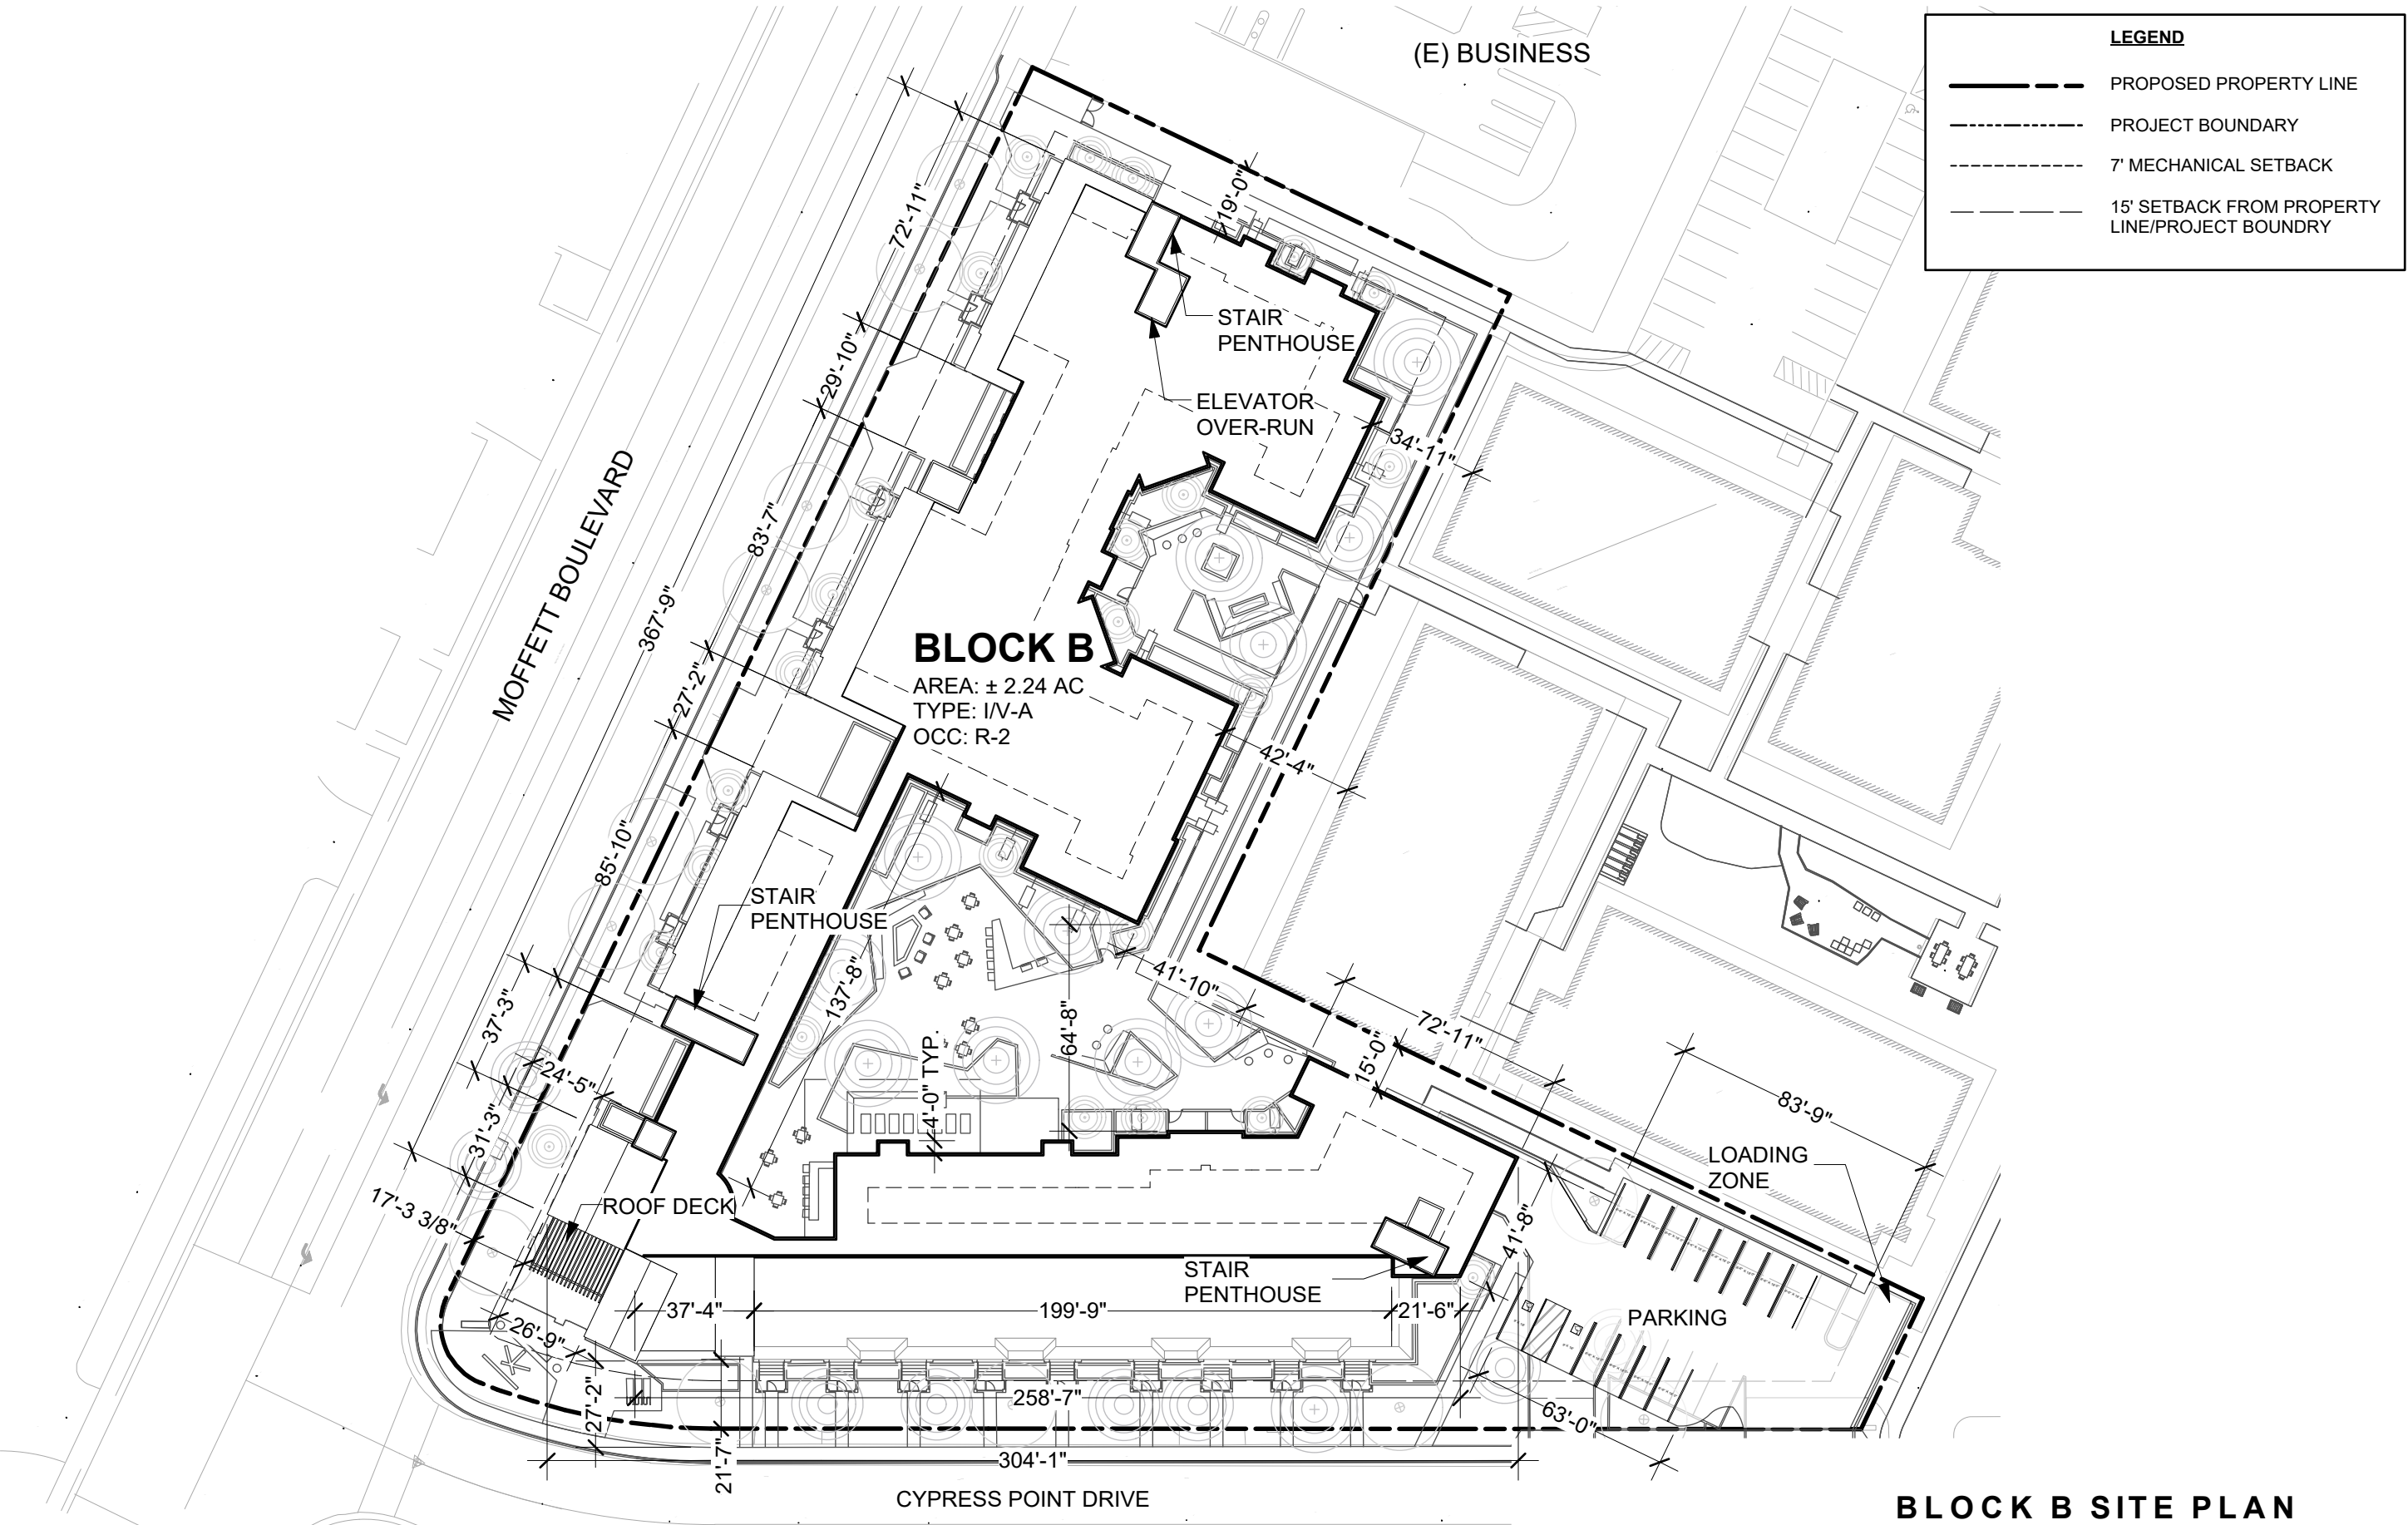 (E) BUSINESS
LEGEND
PROPOSED PROPERTY LINE
PROJECT BOUNDARY
7' MECHANICAL SETBACK
15' SETBACK FROM PROPERTY
LINE/PROJECT BOUNDRY
72'-11"
19'-0"
STAIR
PENTHOUSE
29'-10"
ELEVATOR
OVER-RUN
34'-11"
MOFFETT BOULEVARD
83'-7"
367'-9"
BLOCK B
AREA: ± 2.24 AC
TYPE: I/V-A
OCC: R-2
27'-2"
42'-4"
85'-10"
STAIR
PENTHOUSE
137'-8"
41'-10"
64'-8"
4'-0" TYP.
37'-3"
24'-5"
72'-11"
15'-0"
83'-9"
31'-3"
LOADING
ZONE
17'-3 3/8"
ROOF DECK
41'-8"
STAIR
PENTHOUSE
37'-4"
199'-9"
21'-6"
PARKING
26'-9"
27'-2"
258'-7"
63'-0"
21'-7"
304'-1"
CYPRESS POINT DRIVE
BLOCK B SITE PLAN